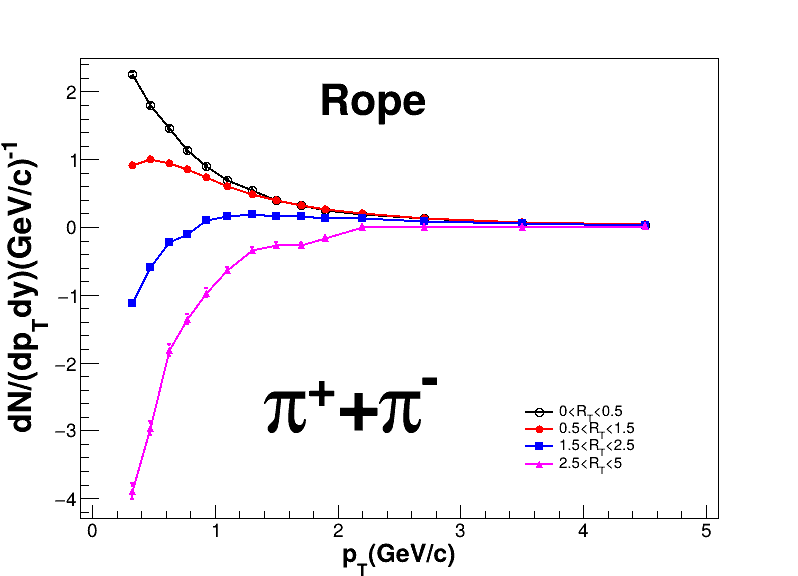 Rope
dN/(dp_T dy)(GeV/c)^-1
2
1
0
−1
−2
−3
−4
π^+ + π^-
0<R_T<0.5
0.5<R_T<1.5
1.5<R_T<2.5
2.5<R_T<5
0 1 2 3 4 5
p_T(GeV/c)